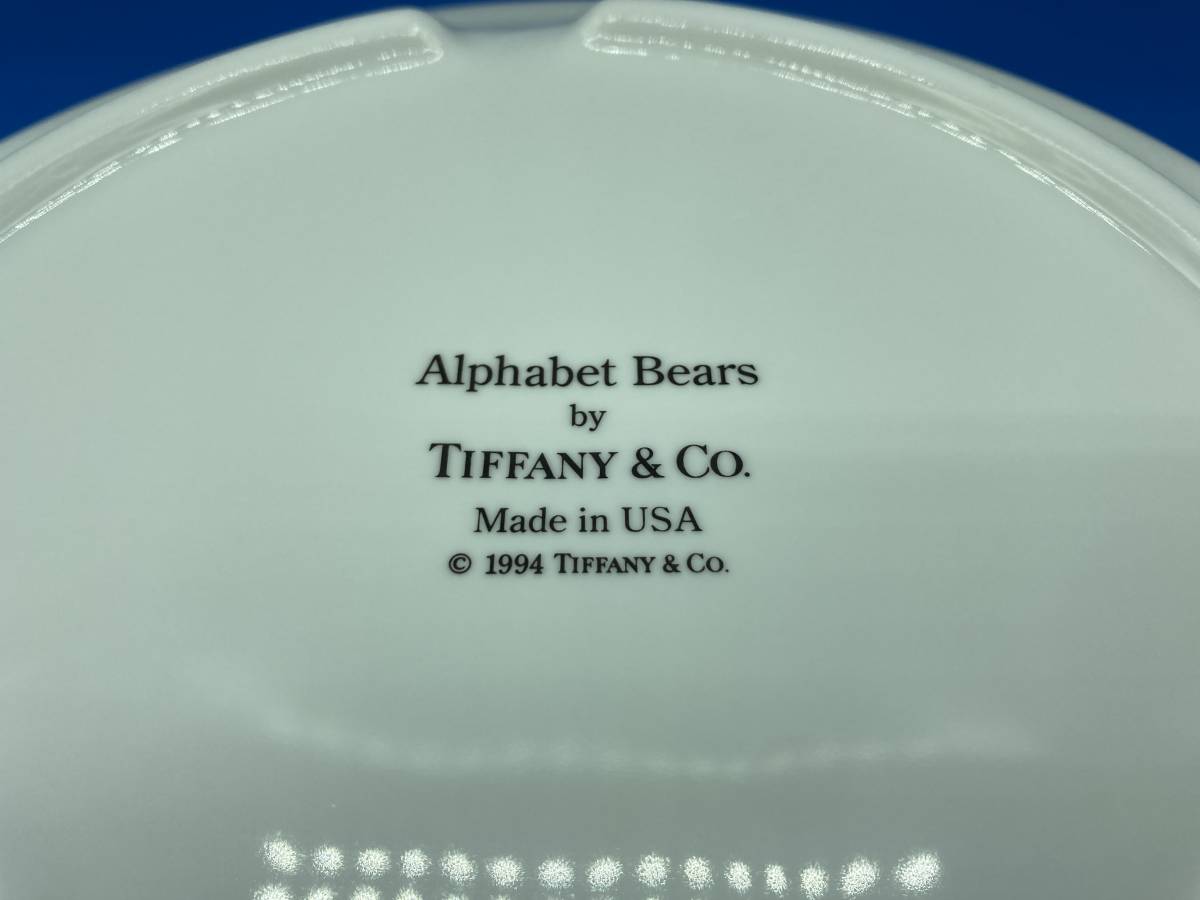 Alphabet Bears
by
TIFFANY & CO.
Made in USA
© 1994 TIFFANY & CO.